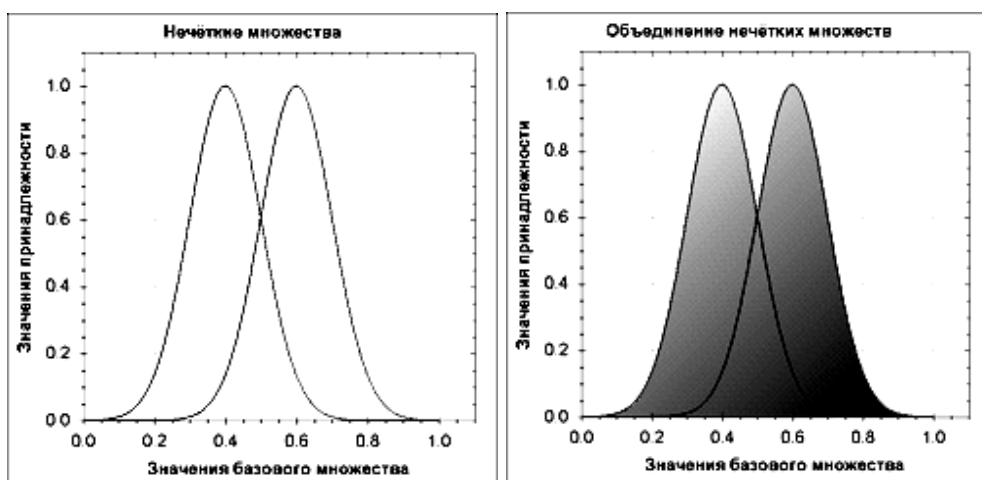 Нечёткие множества
Значения принадлежности
1.0
0.8
0.6
0.4
0.2
0.0
0.0 0.2 0.4 0.6 0.8 1.0
Значения базового множества
Объединение нечётких множеств
Значения принадлежности
1.0
0.8
0.6
0.4
0.2
0.0
0.0 0.2 0.4 0.6 0.8 1.0
Значения базового множества